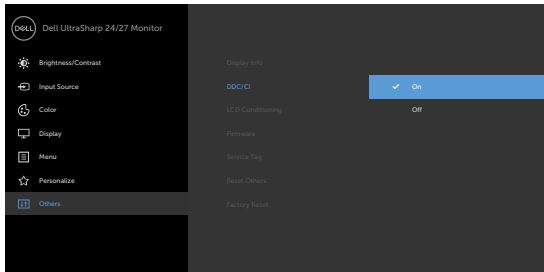 DELL Dell UltraSharp 24/27 Monitor
Brightness/Contrast
Input Source
Color
Display
Menu
Personalize
Others
Display Info
DDC/CI
LCD Conditioning
Firmware
Service Tag
Reset Others
Factory Reset
On
Off